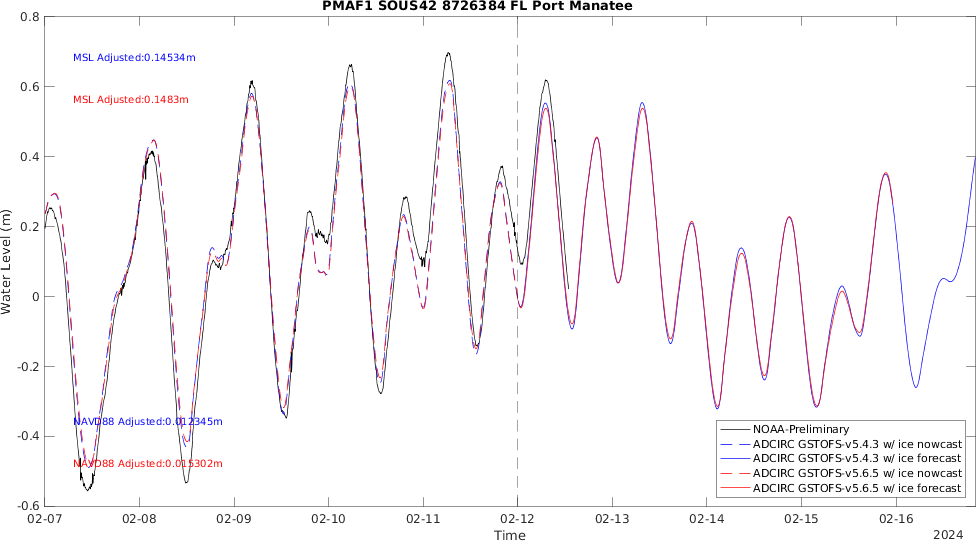 PMAF1 SOUS42 8726384 FL Port Manatee
0.8
MSL Adjusted:0.14534m
0.6
MSL Adjusted:0.1483m
0.4
0.2
Water Level (m)
0
-0.2
NAVD88 Adjusted:0.012345m
-0.4
NAVD88 Adjusted:0.015302m
-0.6
NOAA-Preliminary
ADCIRC GSTOFS-v5.4.3 w/ ice nowcast
ADCIRC GSTOFS-v5.4.3 w/ ice forecast
ADCIRC GSTOFS-v5.6.5 w/ ice nowcast
ADCIRC GSTOFS-v5.6.5 w/ ice forecast
02-07 02-08 02-09 02-10 02-11 02-12 02-13 02-14 02-15 02-16
Time
2024